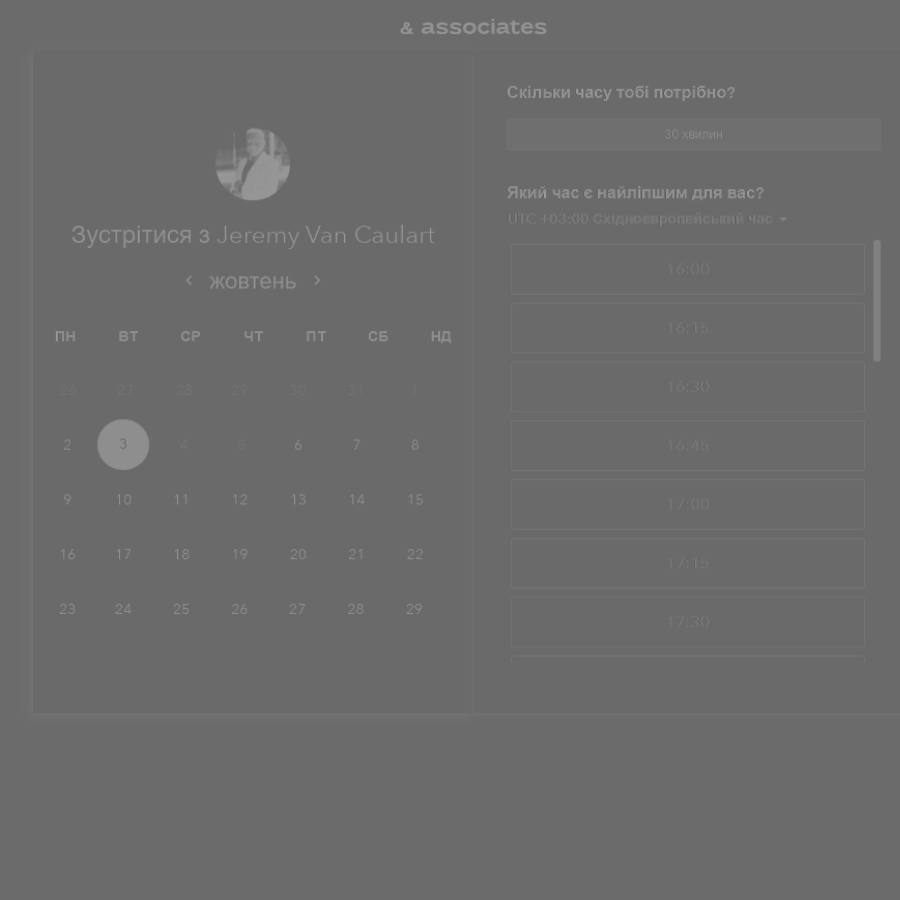 & associates
Зустрітися з Jeremy Van Caulart
жовтень
ПН ВТ СР ЧТ ПТ СБ НД
26 27 28 29 30 31 1
2 3 4 5 6 7 8
9 10 11 12 13 14 15
16 17 18 19 20 21 22
23 24 25 26 27 28 29
Скільки часу тобі потрібно?
30 хвилин
Який час є найліпшим для вас?
UTC +03:00 Східноєвропейський час
16:00
16:15
16:30
16:45
17:00
17:15
17:30